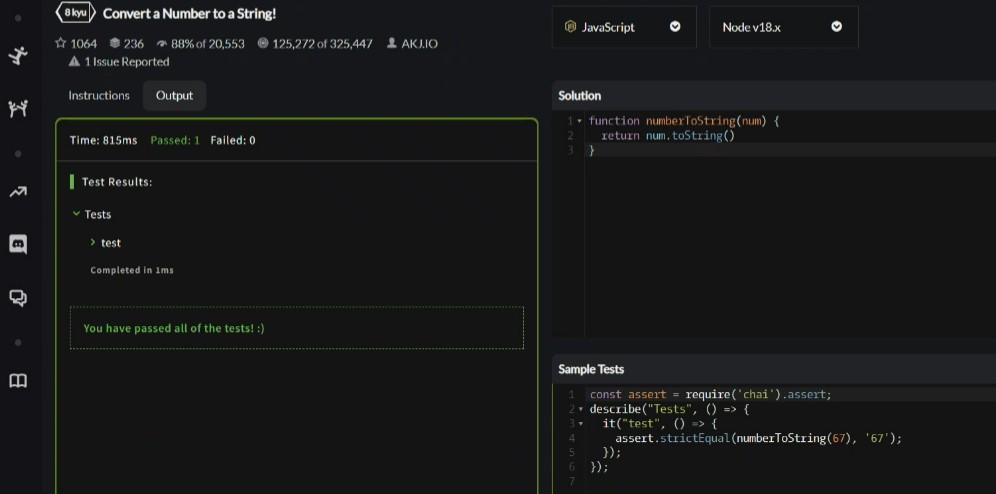 8 kyu Convert a Number to a String!
1064 236 88% of 20,553 125,272 of 325,447 AKJ.IO
1 Issue Reported
Instructions Output
Time: 815ms Passed: 1 Failed: 0
Test Results:
Tests
test
Completed in 1ms
You have passed all of the tests! :)
JavaScript Node v18.x
Solution
1 function numberToString(num) {
2 return num.toString()
3 }
Sample Tests
1 const assert = require('chai').assert;
2 describe("Tests", () => {
3 it("test", () => {
4 assert.strictEqual(numberToString(67), '67');
5 });
6 });
7